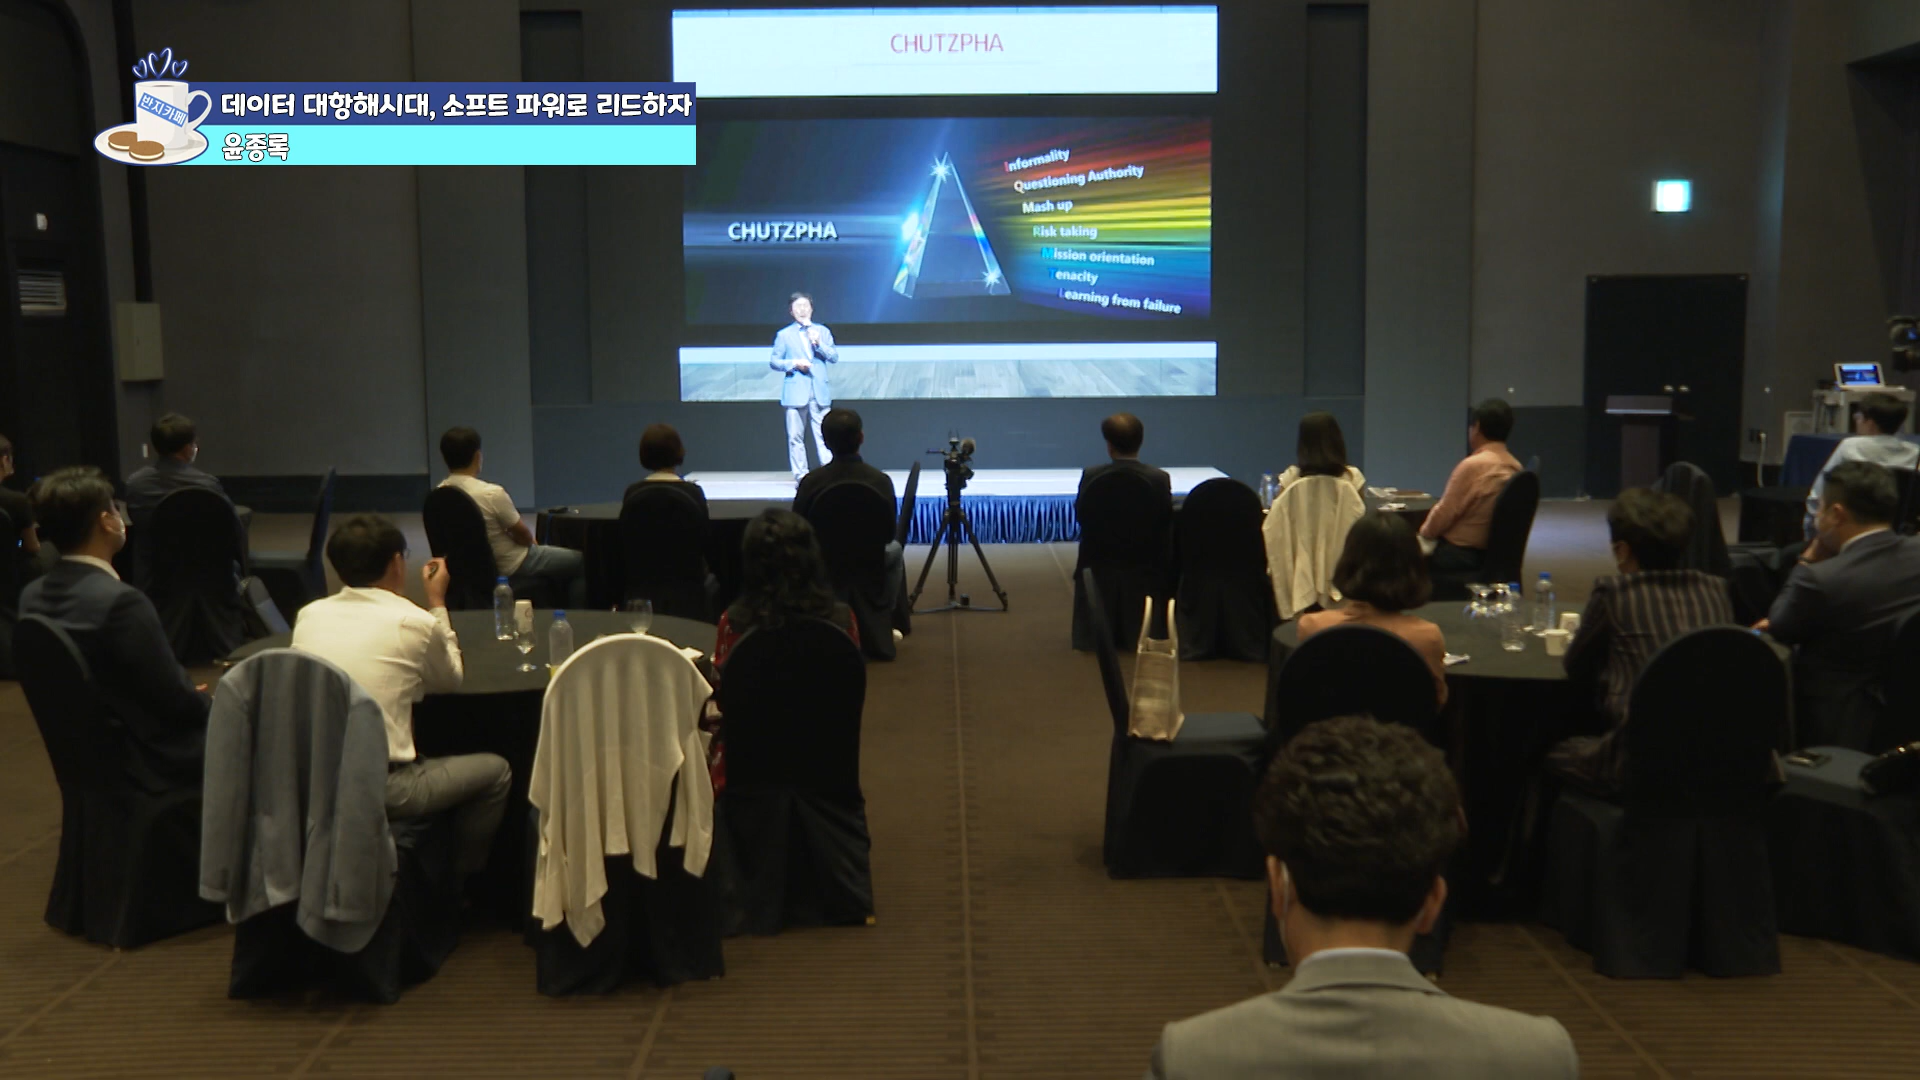 CHUTZPHA
반지카페
데이터 대항해시대, 소프트 파워로 리드하자
윤종록
CHUTZPHA
Informality
Questioning Authority
Mash up
Risk taking
Mission orientation
Tenacity
Learning from failure